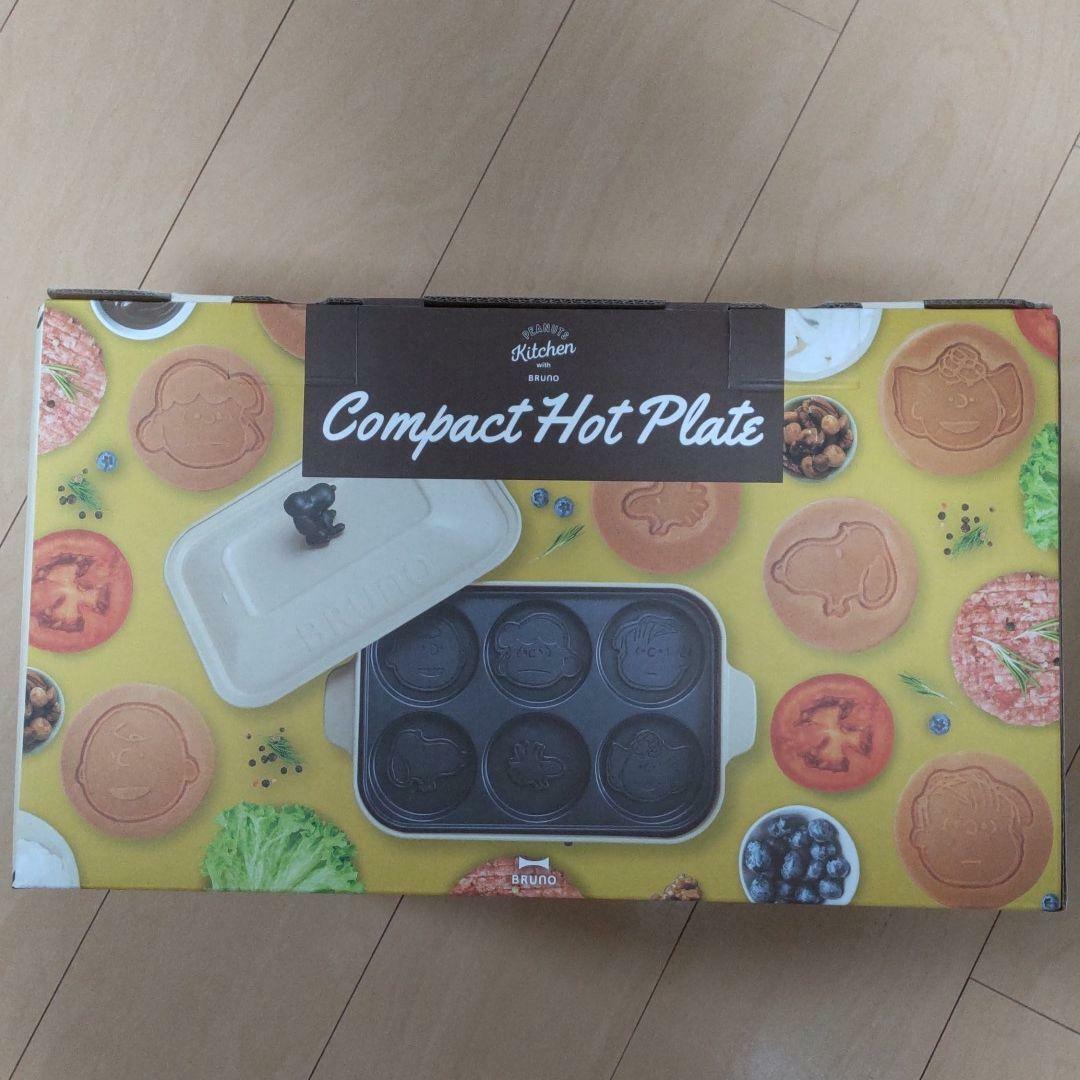 PEANUTS
Kitchen
with
BRUNO
Compact Hot Plate
BRUNO
BRUNO